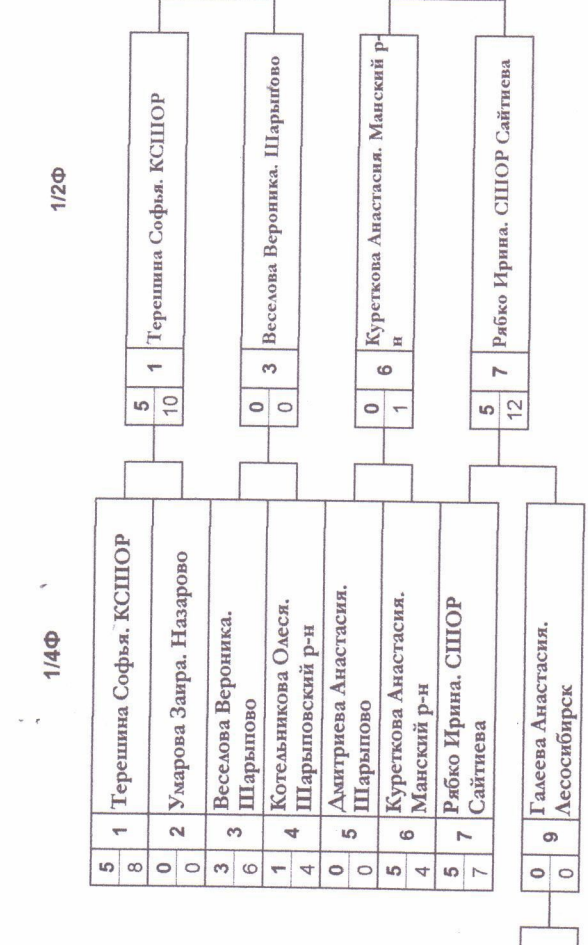 1/4Ф
5
8
1
Терешина Софья. КСШОР
0
0
2
Умарова Заира. Назарово
3
6
3
Веселова Вероника.
Шарыпово
1
4
4
Котельникова Олеся.
Шарыповский р-н
0
0
5
Дмитриева Анастасия.
Шарыпово
5
4
6
Куреткова Анастасия.
Манский р-н
5
7
7
Рябко Ирина. СШОР
Сайтиева
0
0
9
Галеева Анастасия.
Лесосибирск
1/2Ф
5
10
1
Терешина Софья. КСШОР
0
0
3
Веселова Вероника. Шарыпово
0
1
6
Куреткова Анастасия. Манский р-
н
5
12
7
Рябко Ирина. СШОР Сайтиева